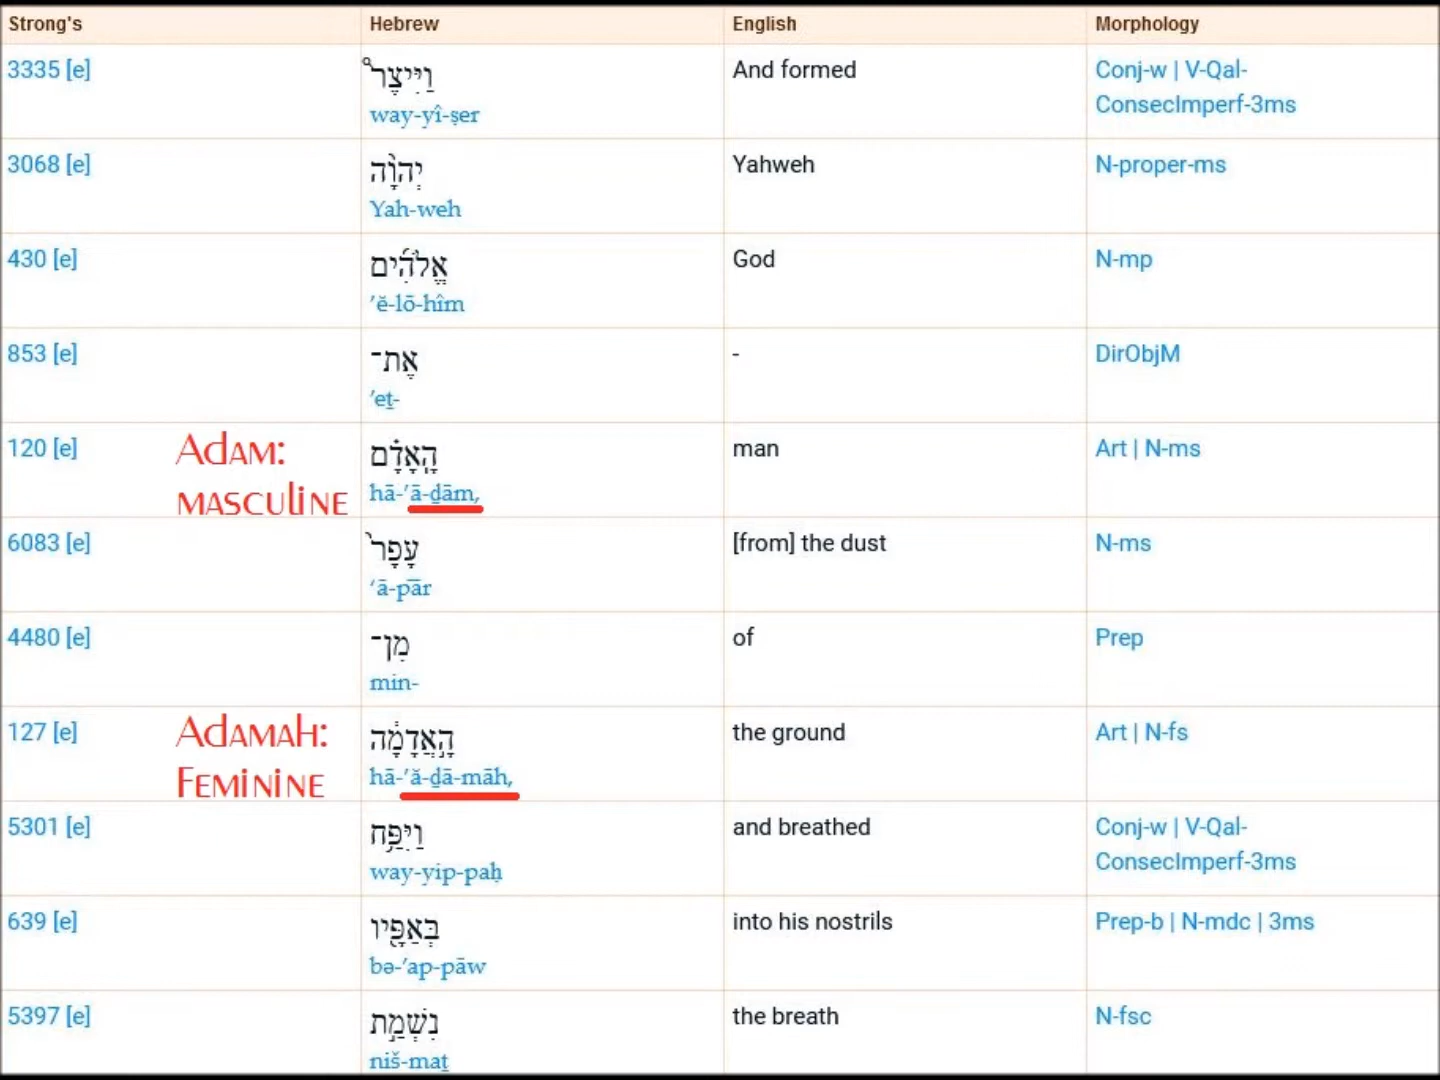 Strong's Hebrew English Morphology
3335 [e] וַיִּיצֶר֩ And formed Conj-w | V-Qal-
way-yî-ṣer ConsecImperf-3ms
3068 [e] יְהוָ֨ה Yahweh N-proper-ms
Yah-weh
430 [e] אֱלֹהִ֜ים God N-mp
’ĕ-lō-hîm
853 [e] אֶת־ - DirObjM
’eṯ-
120 [e] Adam: הָֽאָדָ֗ם man Art | N-ms
masculine hā-’ā-ḏām,
6083 [e] עָפָר֙ [from] the dust N-ms
‘ā-p̄ār
4480 [e] מִן־ of Prep
min-
127 [e] Adamah: הָ֣אֲדָמָ֔ה the ground Art | N-fs
Feminine hā-’ă-ḏā-māh,
5301 [e] וַיִּפַּ֥ח and breathed Conj-w | V-Qal-
way-yip-paḥ ConsecImperf-3ms
639 [e] בְּאַפָּ֖יו into his nostrils Prep-b | N-mdc | 3ms
bə-’ap-pāw
5397 [e] נִשְׁמַ֣ת the breath N-fsc
niš-maṯ